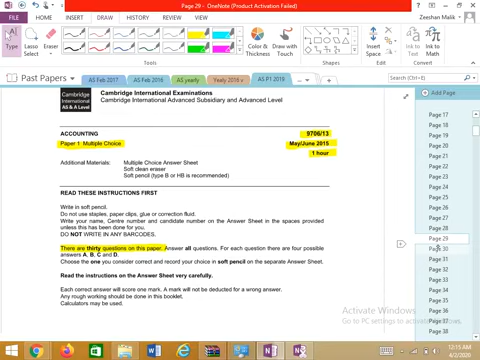 Page 29 - OneNote (Product Activation Failed)
Zeeshan Malik
FILE
HOME
INSERT
DRAW
HISTORY
REVIEW
VIEW
Type
Lasso Select
Eraser
Color & Thickness
Draw with Touch
Insert Space
Ink to Text
Ink to Math
Tools
Shapes
Edit
Convert
Past Papers
AS Feb 2017
AS Feb 2016
AS yearly
Yeelly 2018 v
AS P1 2019
Search (Ctrl+E)
Add Page
Cambridge International AS & A Level
Cambridge International Examinations
Cambridge International Advanced Subsidiary and Advanced Level
ACCOUNTING
9706/13
Paper 1 Multiple Choice
May/June 2015
1 hour
Additional Materials:
Multiple Choice Answer Sheet
Soft clean eraser
Soft pencil (type B or HB is recommended)
READ THESE INSTRUCTIONS FIRST
Write in soft pencil.
Do not use staples, paper clips, glue or correction fluid.
Write your name, Centre number and candidate number on the Answer Sheet in the spaces provided
unless this has been done for you.
DO NOT WRITE IN ANY BARCODES.
There are thirty questions on this paper. Answer all questions. For each question there are four possible
answers A, B, C and D.
Choose the one you consider correct and record your choice in soft pencil on the separate Answer Sheet.
Read the instructions on the Answer Sheet very carefully.
Each correct answer will score one mark. A mark will not be deducted for a wrong answer.
Any rough working should be done in this booklet.
Calculators may be used.
Page 17
Page 18
Page 19
Page 20
Page 21
Page 22
Page 23
Page 24
Page 25
Page 26
Page 27
Page 28
Page 29
Page 30
Page 31
Page 32
Page 33
Page 34
Page 35
Page 36
Page 37
Page 38
Activate Windows
Go to PC settings to activate Windows.
12:15 AM
4/2/2020